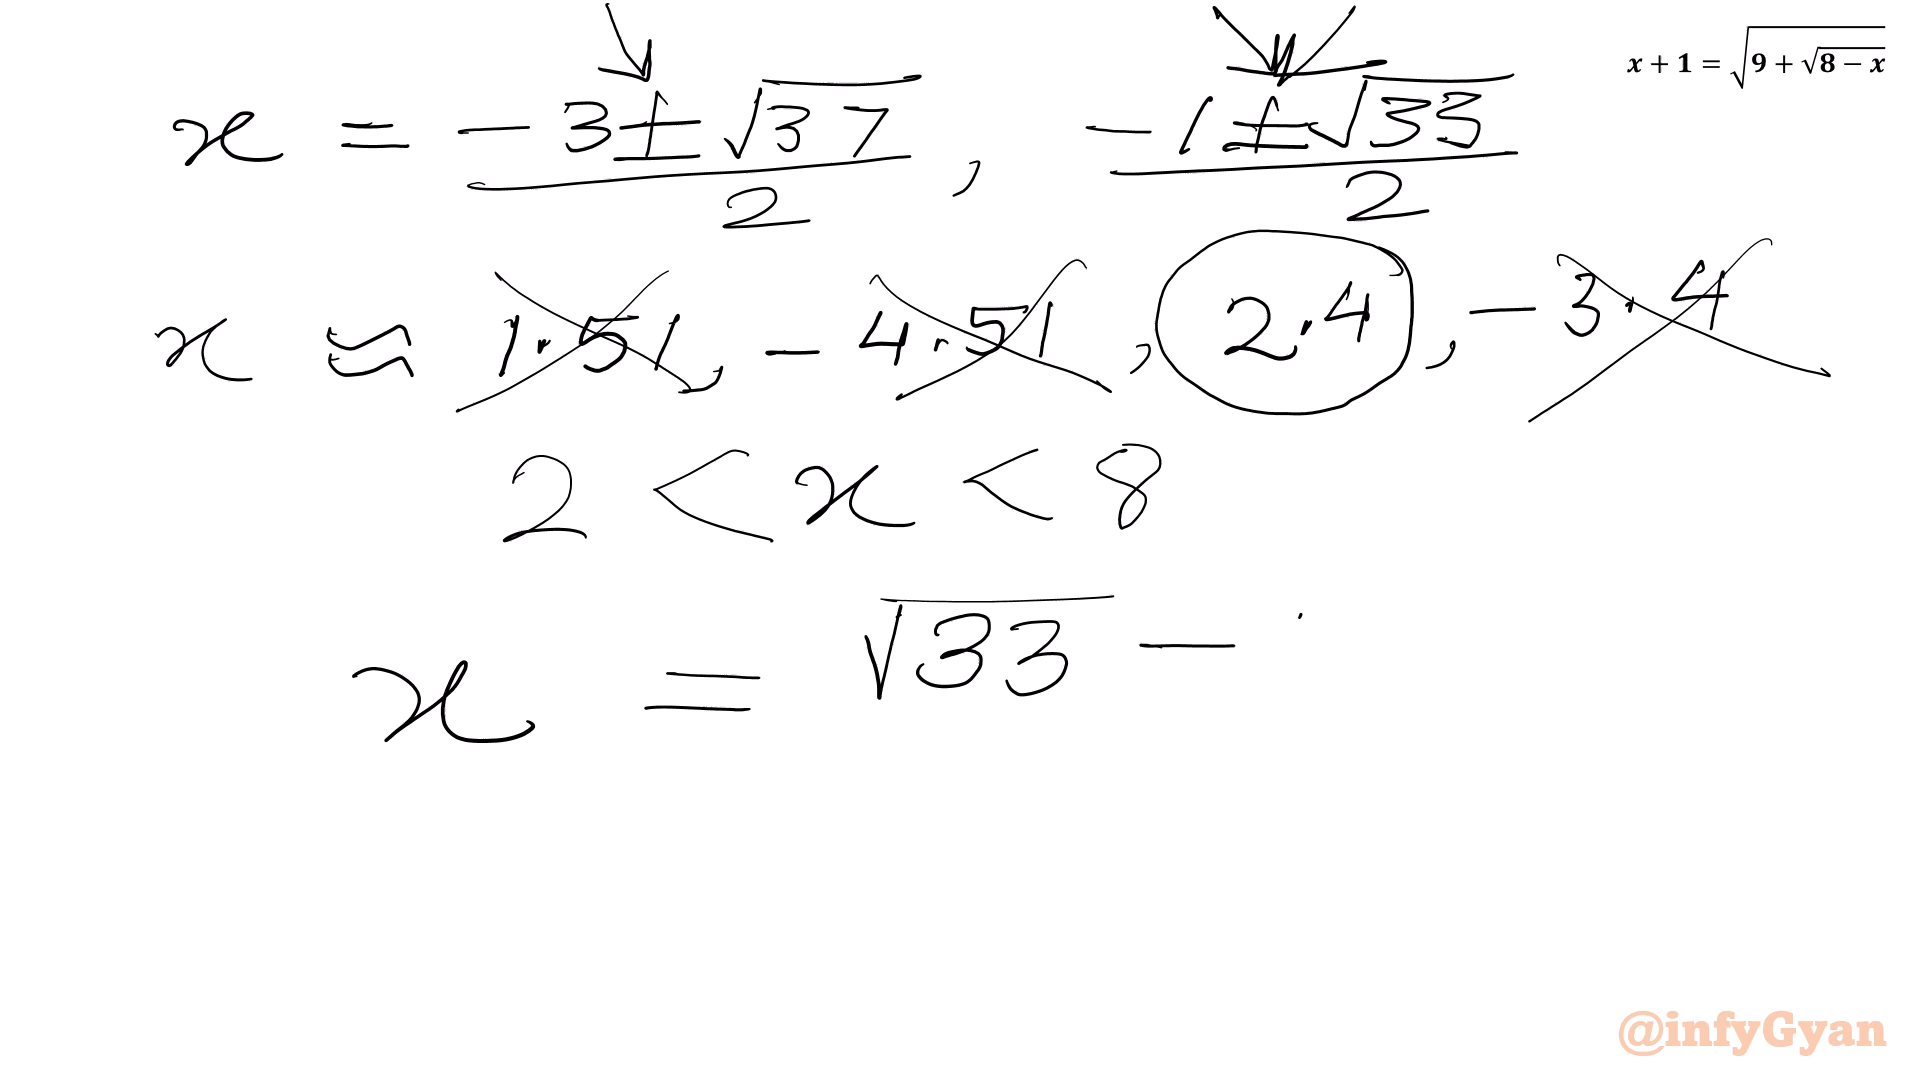 x + 1 = √(9 + √(8 − x))
x = (−3 ± √37)/2 , (−1 ± √33)/2
x ≈ 1.51, −4.51, 2.4, −3.4
2 < x < 8
x = √33 −
@infyGyan